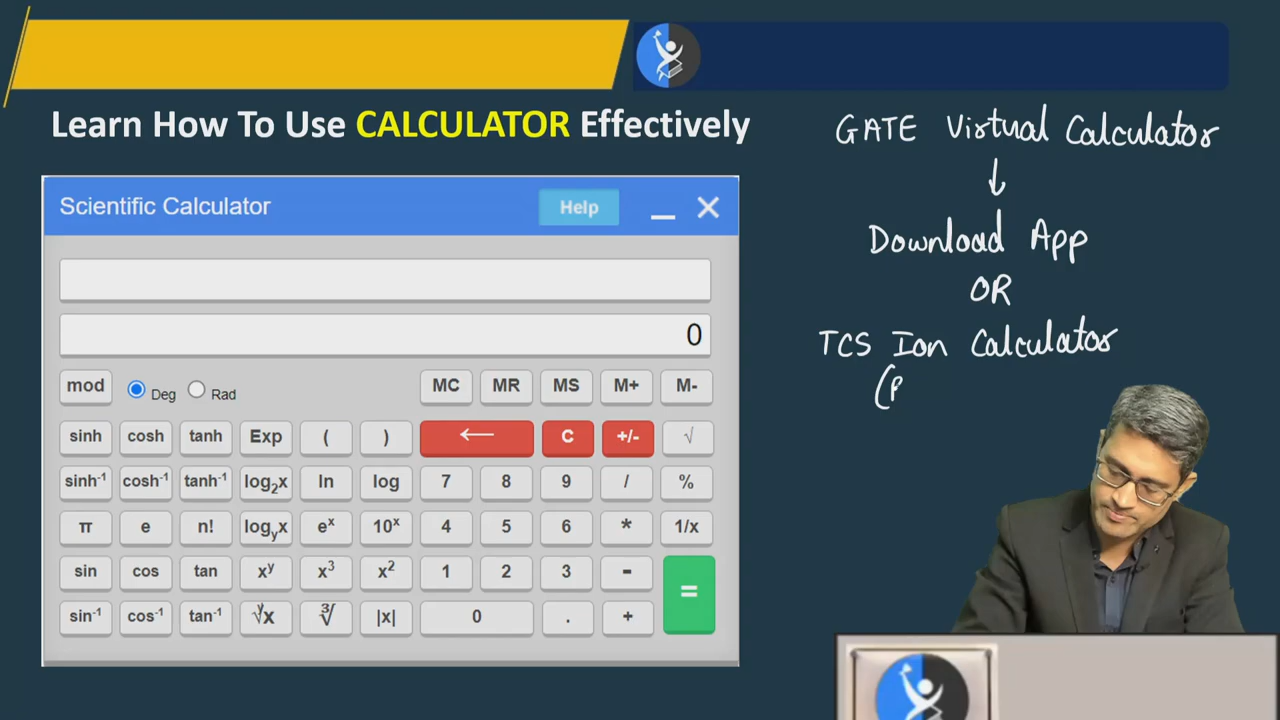 Learn How To Use CALCULATOR Effectively
GATE Virtual Calculator
↓
Download App
OR
TCS Ion Calculator
(
Scientific Calculator Help _ ×
0
mod Deg Rad MC MR MS M+ M-
sinh cosh tanh Exp ( ) ← C +/- √
sinh⁻¹ cosh⁻¹ tanh⁻¹ log₂x ln log 7 8 9 / %
π e n! logᵧx eˣ 10ˣ 4 5 6 * 1/x
sin cos tan xʸ x³ x² 1 2 3 - =
sin⁻¹ cos⁻¹ tan⁻¹ ʸ√x ³√ |x| 0 . +